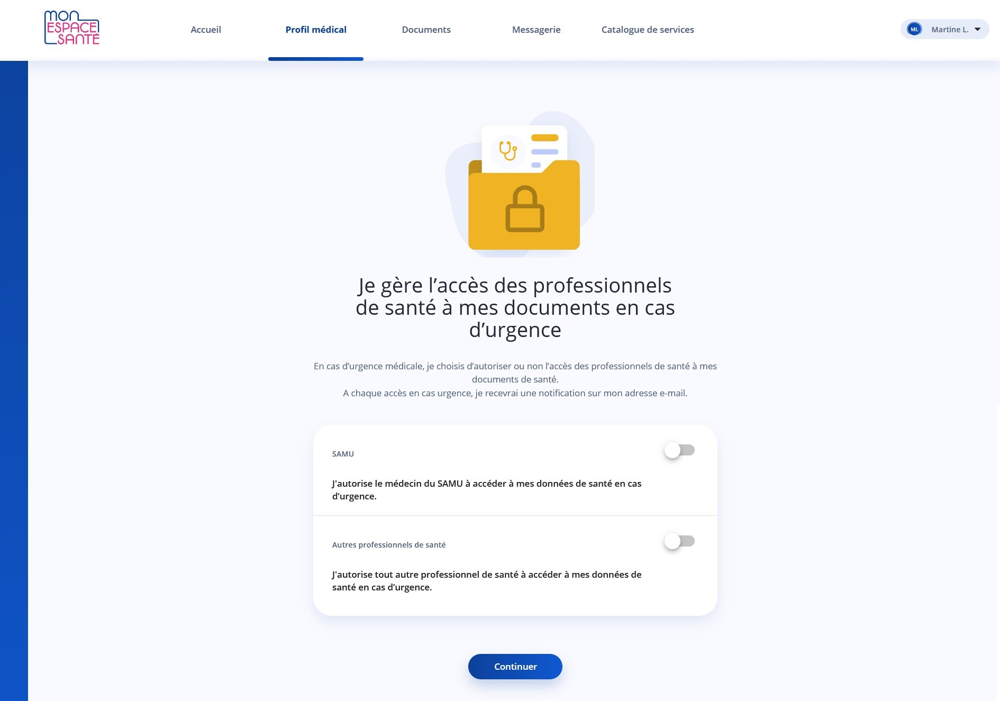 mon
ESPACE
SANTÉ
Accueil
Profil médical
Documents
Messagerie
Catalogue de services
ML
Martine L.
Je gère l’accès des professionnels
de santé à mes documents en cas
d’urgence
En cas d’urgence médicale, je choisis d’autoriser ou non l’accès des professionnels de santé à mes
documents de santé.
A chaque accès en cas urgence, je recevrai une notification sur mon adresse e-mail.
SAMU
J'autorise le médecin du SAMU à accéder à mes données de santé en cas
d’urgence.
Autres professionnels de santé
J'autorise tout autre professionnel de santé à accéder à mes données de
santé en cas d’urgence.
Continuer